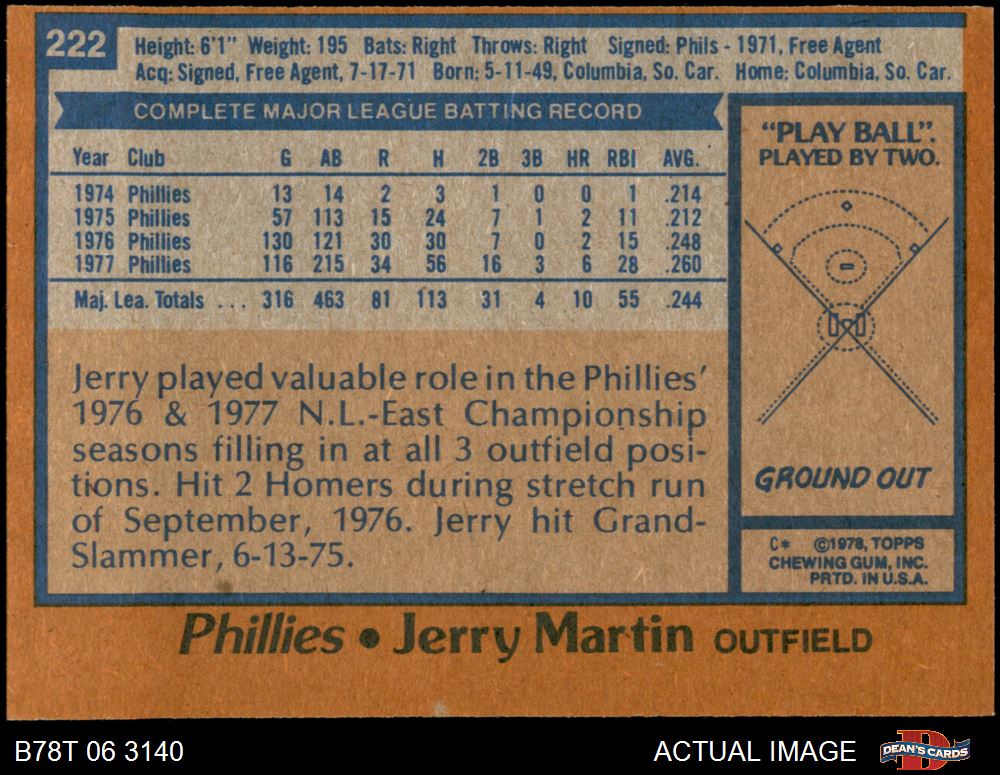 222
Height: 6'1" Weight: 195 Bats: Right Throws: Right Signed: Phils - 1971, Free Agent
Acq: Signed, Free Agent, 7-17-71 Born: 5-11-49, Columbia, So. Car. Home: Columbia, So. Car.
COMPLETE MAJOR LEAGUE BATTING RECORD
Year Club G AB R H 2B 3B HR RBI AVG.
1974 Phillies 13 14 2 3 1 0 0 1 .214
1975 Phillies 57 113 15 24 7 1 2 11 .212
1976 Phillies 130 121 30 30 7 0 2 15 .248
1977 Phillies 116 215 34 56 16 3 6 28 .260
Maj. Lea. Totals ... 316 463 81 113 31 4 10 55 .244
Jerry played valuable role in the Phillies'
1976 & 1977 N.L.-East Championship
seasons filling in at all 3 outfield posi-
tions. Hit 2 Homers during stretch run
of September, 1976. Jerry hit Grand-
Slammer, 6-13-75.
"PLAY BALL".
PLAYED BY TWO.
GROUND OUT
C* ©1978, TOPPS
CHEWING GUM, INC.
PRTD. IN U.S.A.
Phillies • Jerry Martin OUTFIELD
B78T 06 3140
ACTUAL IMAGE
DEAN'S CARDS